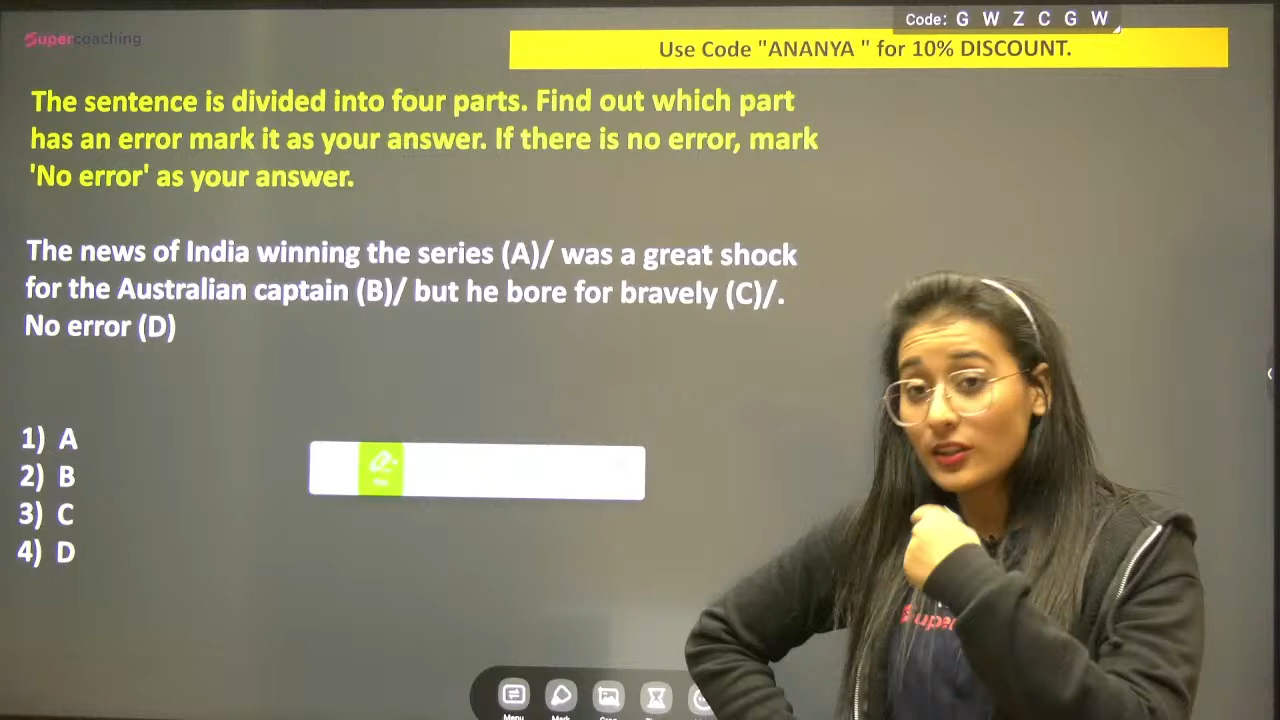 Code: G W Z C G W
Supercoaching
Use Code "ANANYA " for 10% DISCOUNT.
The sentence is divided into four parts. Find out which part
has an error mark it as your answer. If there is no error, mark
'No error' as your answer.
The news of India winning the series (A)/ was a great shock
for the Australian captain (B)/ but he bore for bravely (C)/.
No error (D)
1) A
2) B
3) C
4) D
Super
Menu